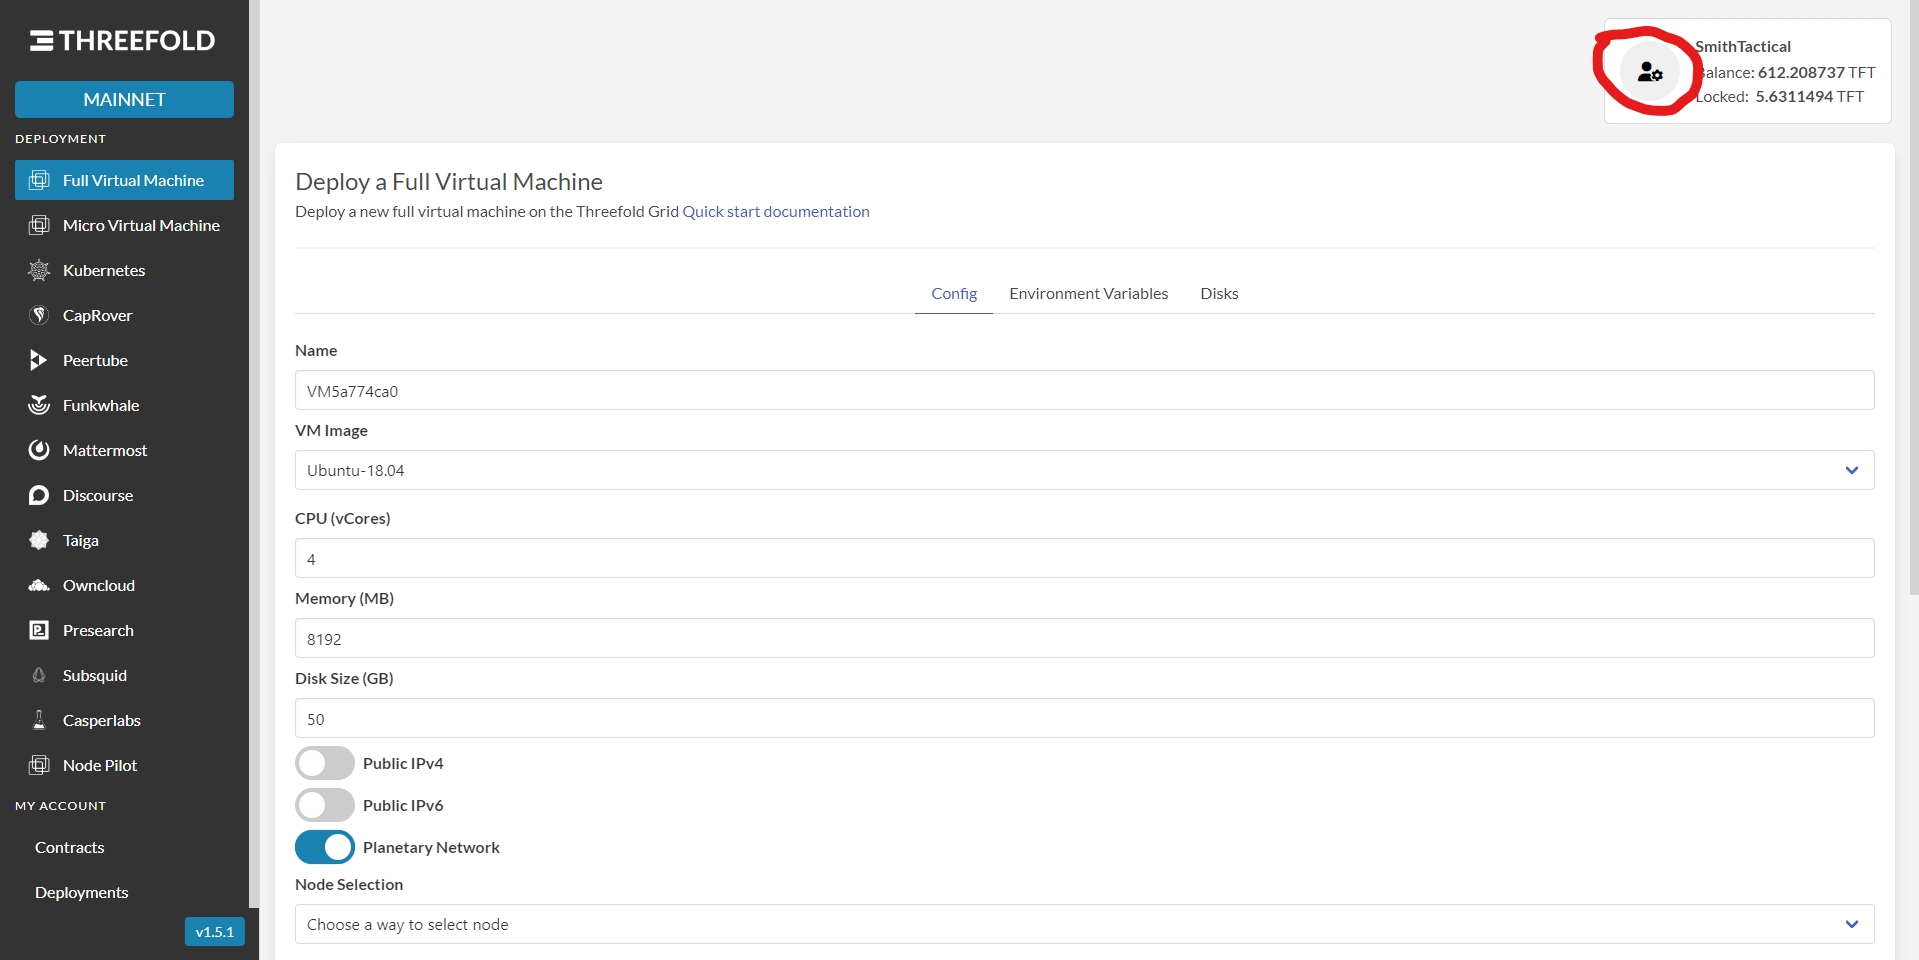 THREEFOLD
MAINNET
DEPLOYMENT
Full Virtual Machine
Micro Virtual Machine
Kubernetes
CapRover
Peertube
Funkwhale
Mattermost
Discourse
Taiga
Owncloud
Presearch
Subsquid
Casperlabs
Node Pilot
MY ACCOUNT
Contracts
Deployments
v1.5.1
SmithTactical
Balance: 612.208737 TFT
Locked: 5.6311494 TFT
Deploy a Full Virtual Machine
Deploy a new full virtual machine on the Threefold Grid Quick start documentation
Config Environment Variables Disks
Name
VM5a774ca0
VM Image
Ubuntu-18.04
CPU (vCores)
4
Memory (MB)
8192
Disk Size (GB)
50
Public IPv4
Public IPv6
Planetary Network
Node Selection
Choose a way to select node